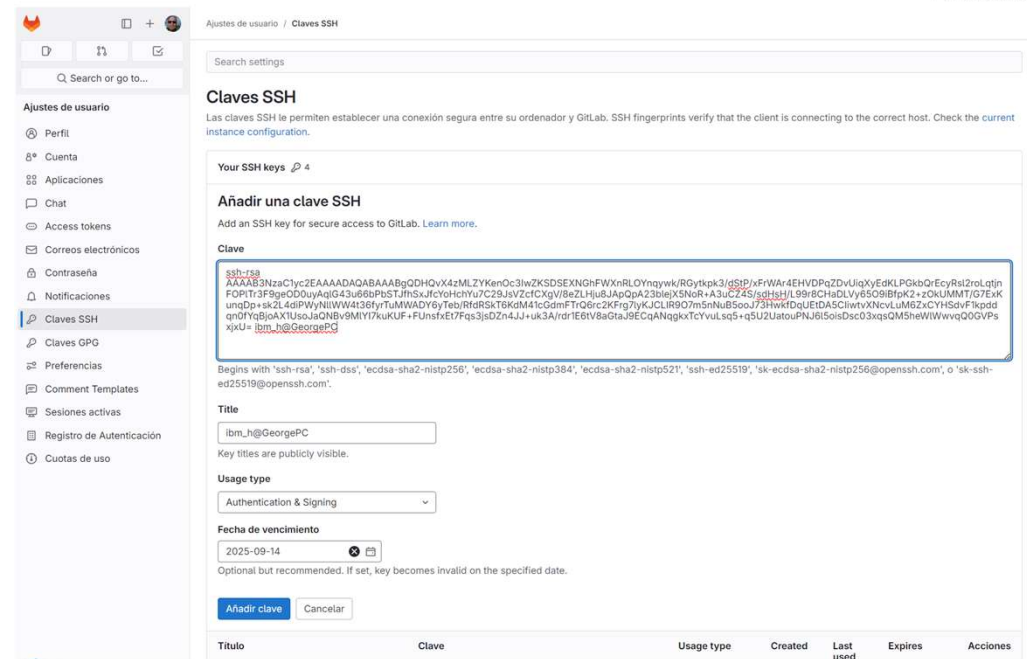 Ajustes de usuario / Claves SSH
Search or go to...
Ajustes de usuario
Perfil
Cuenta
Aplicaciones
Chat
Access tokens
Correos electrónicos
Contraseña
Notificaciones
Claves SSH
Claves GPG
Preferencias
Comment Templates
Sesiones activas
Registro de Autenticación
Cuotas de uso
Search settings
Claves SSH
Las claves SSH le permiten establecer una conexión segura entre su ordenador y GitLab. SSH fingerprints verify that the client is connecting to the correct host. Check the current
instance configuration.
Your SSH keys 4
Añadir una clave SSH
Add an SSH key for secure access to GitLab. Learn more.
Clave
ssh-rsa
xjxU= ibm_h@GeorgePC
Begins with 'ssh-rsa', 'ssh-dss', 'ecdsa-sha2-nistp256', 'ecdsa-sha2-nistp384', 'ecdsa-sha2-nistp521', 'ssh-ed25519', 'sk-ecdsa-sha2-nistp256@openssh.com', o 'sk-ssh-
ed25519@openssh.com'.
Title
ibm_h@GeorgePC
Key titles are publicly visible.
Usage type
Authentication & Signing
Fecha de vencimiento
2025-09-14
Optional but recommended. If set, key becomes invalid on the specified date.
Añadir clave Cancelar
Título Clave Usage type Created Last used Expires Acciones